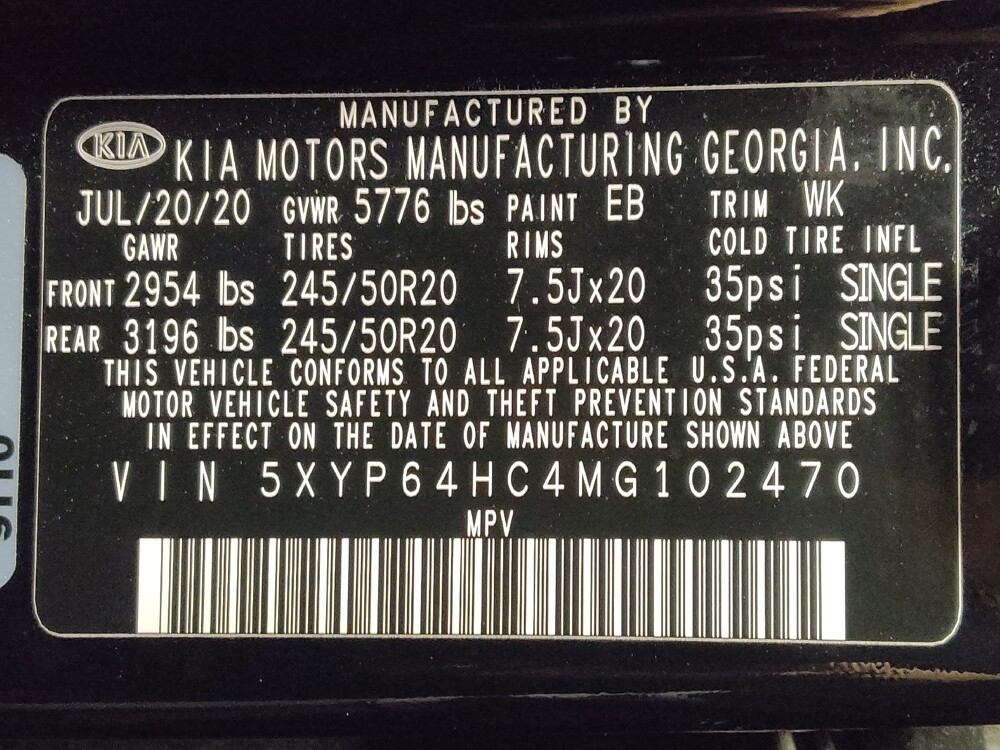 MANUFACTURED BY
KIA KIA MOTORS MANUFACTURING GEORGIA, INC.
JUL/20/20 GVWR 5776 lbs PAINT EB TRIM WK
GAWR TIRES RIMS COLD TIRE INFL
FRONT 2954 lbs 245/50R20 7.5Jx20 35psi SINGLE
REAR 3196 lbs 245/50R20 7.5Jx20 35psi SINGLE
THIS VEHICLE CONFORMS TO ALL APPLICABLE U.S.A. FEDERAL
MOTOR VEHICLE SAFETY AND THEFT PREVENTION STANDARDS
IN EFFECT ON THE DATE OF MANUFACTURE SHOWN ABOVE
VIN 5XYP64HC4MG102470
MPV